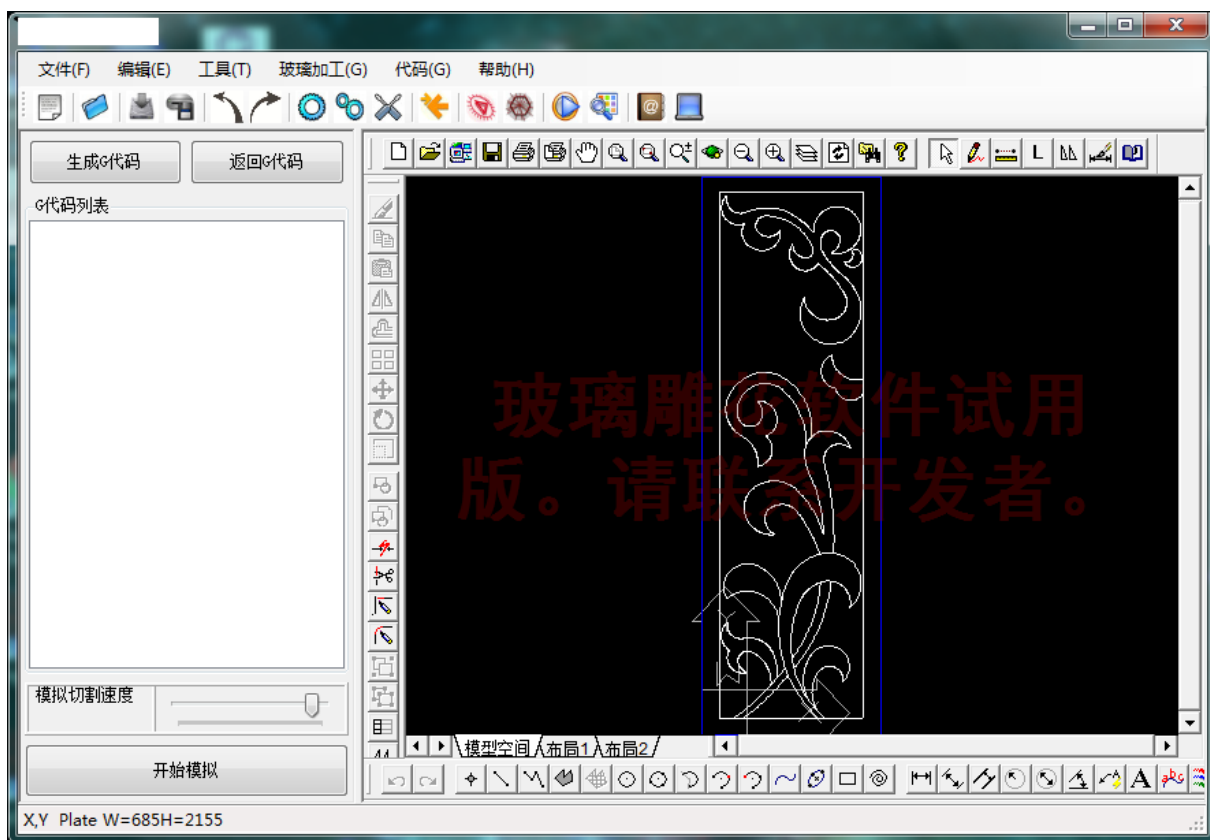 文件(F) 编辑(E) 工具(T) 玻璃加工(G) 代码(G) 帮助(H)
生成G代码 返回G代码
G代码列表
玻璃雕花软件试用
版。请联系开发者。
模拟切割速度
模型空间 布局1 布局2
开始模拟
X,Y Plate W=685H=2155